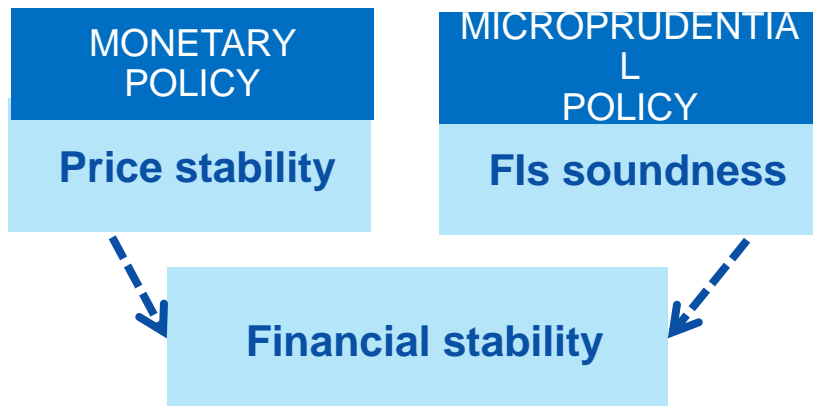 MONETARY
POLICY
Price stability
MICROPRUDENTIA
L
POLICY
FIs soundness
Financial stability